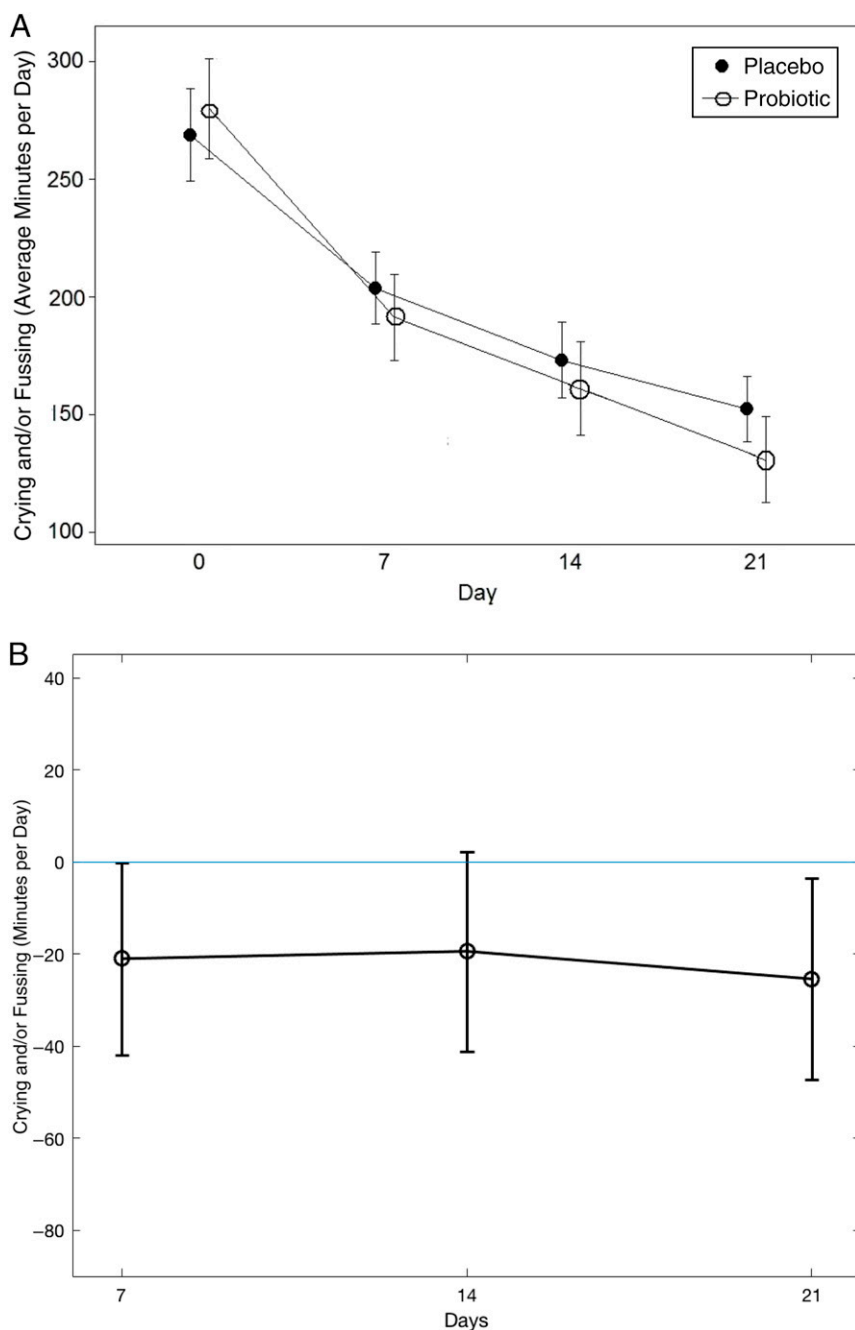 A
Crying and/or Fussing (Average Minutes per Day)
300
250
200
150
100
Placebo
Probiotic
0 7 14 21
Day
B
Crying and/or Fussing (Minutes per Day)
40
20
0
−20
−40
−60
−80
7 14 21
Days